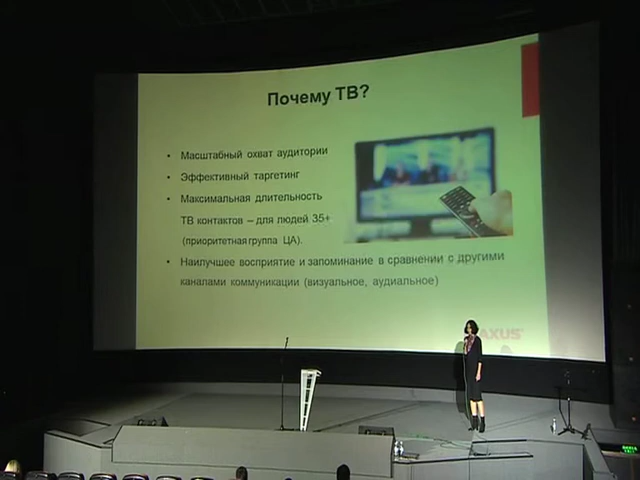 Почему ТВ?
• Масштабный охват аудитории
• Эффективный таргетинг
• Максимальная длительность
ТВ контактов – для людей 35+
(приоритетная группа ЦА).
• Наилучшее восприятие и запоминание в сравнении с другими
каналами коммуникации (визуальное, аудиальное)
AXUS